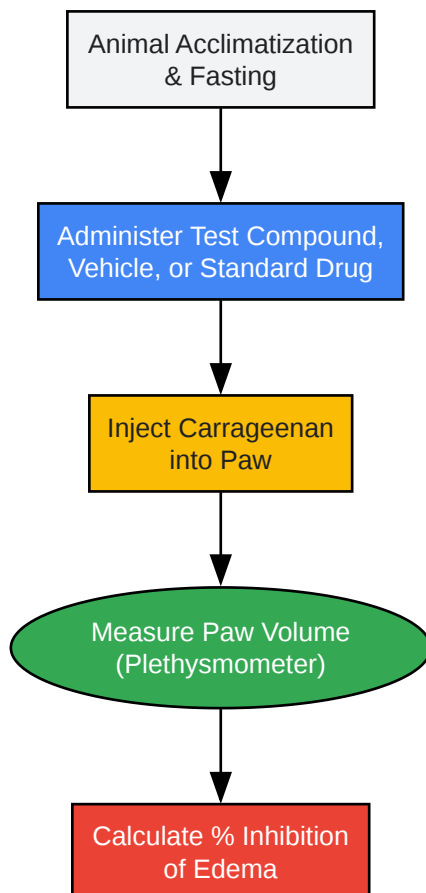 Animal Acclimatization
& Fasting
Administer Test Compound,
Vehicle, or Standard Drug
Inject Carrageenan
into Paw
Measure Paw Volume
(Plethysmometer)
Calculate % Inhibition
of Edema